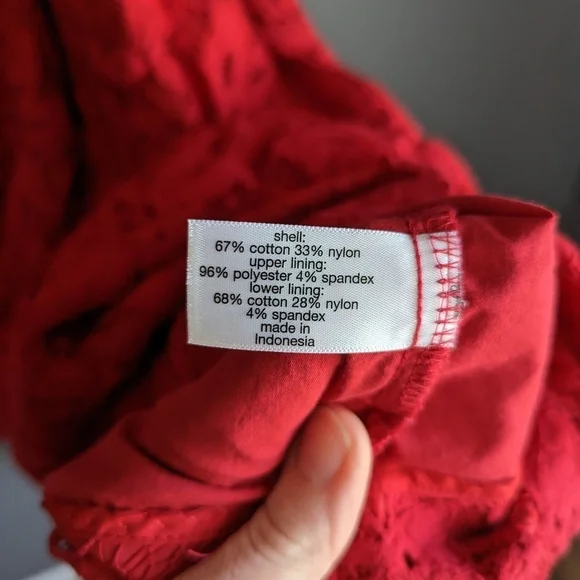 shell:
67% cotton 33% nylon
upper lining:
96% polyester 4% spandex
lower lining:
68% cotton 28% nylon
4% spandex
made in
Indonesia